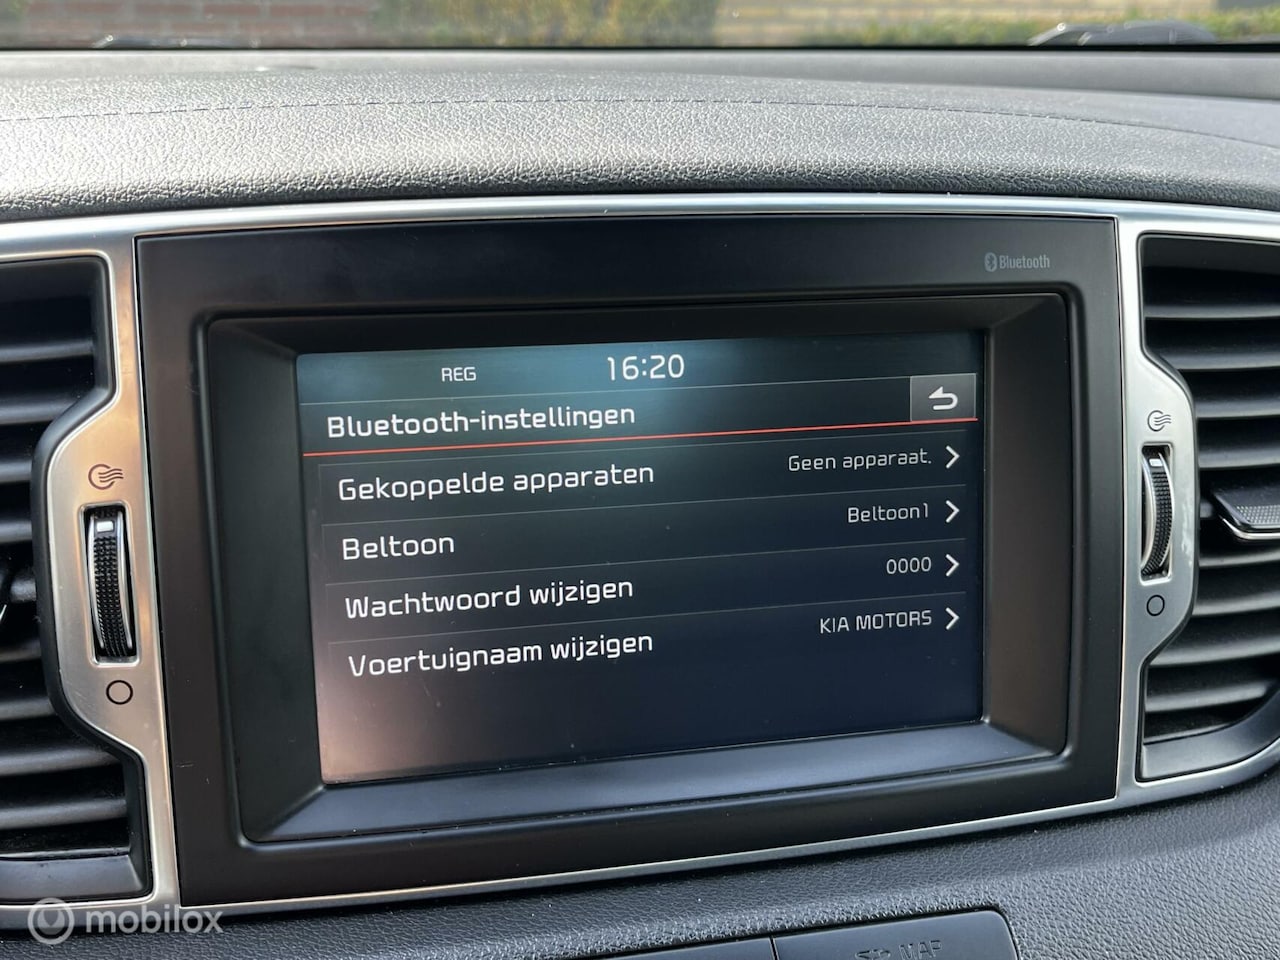 Bluetooth
REG 16:20
Bluetooth-instellingen
Gekoppelde apparaten Geen apparaat.
Beltoon Beltoon1
Wachtwoord wijzigen 0000
Voertuignaam wijzigen KIA MOTORS
MAP
mobilox